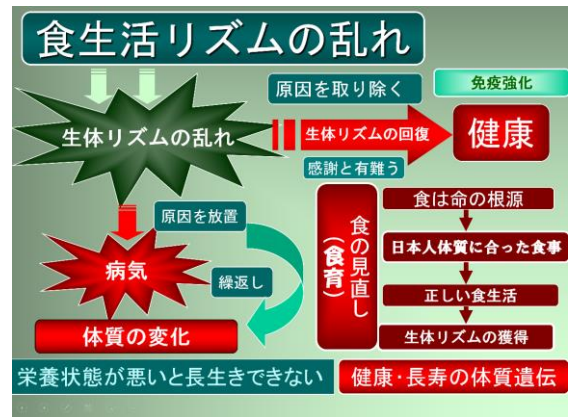 食生活リズムの乱れ
原因を取り除く
免疫強化
生体リズムの乱れ
生体リズムの回復
健康
感謝と有難う
原因を放置
病気
繰返し
体質の変化
食の見直し
（食育）
食は命の根源
日本人体質に合った食事
正しい食生活
生体リズムの獲得
栄養状態が悪いと長生きできない
健康・長寿の体質遺伝